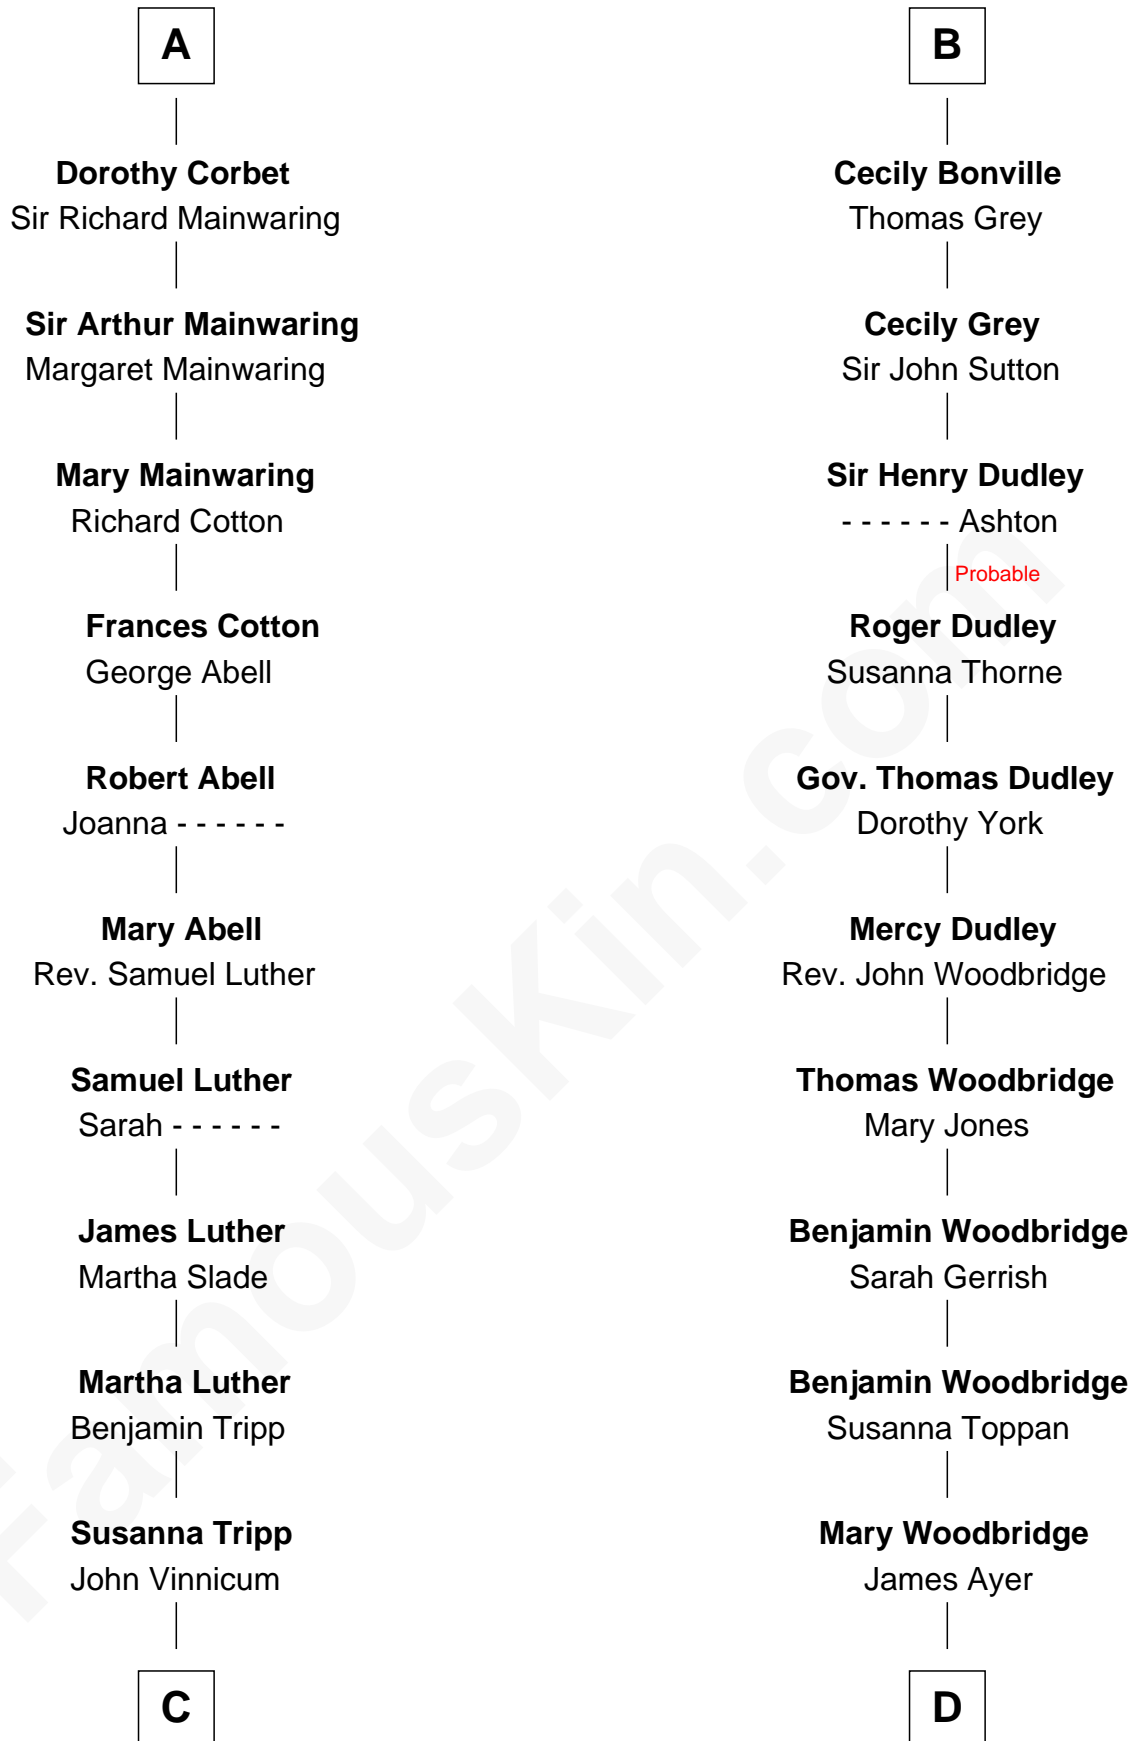 A
Dorothy Corbet
Sir Richard Mainwaring
Sir Arthur Mainwaring
Margaret Mainwaring
Mary Mainwaring
Richard Cotton
Frances Cotton
George Abell
Robert Abell
Joanna - - - - - -
Mary Abell
Rev. Samuel Luther
Samuel Luther
Sarah - - - - - -
James Luther
Martha Slade
Martha Luther
Benjamin Tripp
Susanna Tripp
John Vinnicum
C
B
Cecily Bonville
Thomas Grey
Cecily Grey
Sir John Sutton
Sir Henry Dudley
- - - - - - Ashton
Probable
Roger Dudley
Susanna Thorne
Gov. Thomas Dudley
Dorothy York
Mercy Dudley
Rev. John Woodbridge
Thomas Woodbridge
Mary Jones
Benjamin Woodbridge
Sarah Gerrish
Benjamin Woodbridge
Susanna Toppan
Mary Woodbridge
James Ayer
D
FamousKin.com